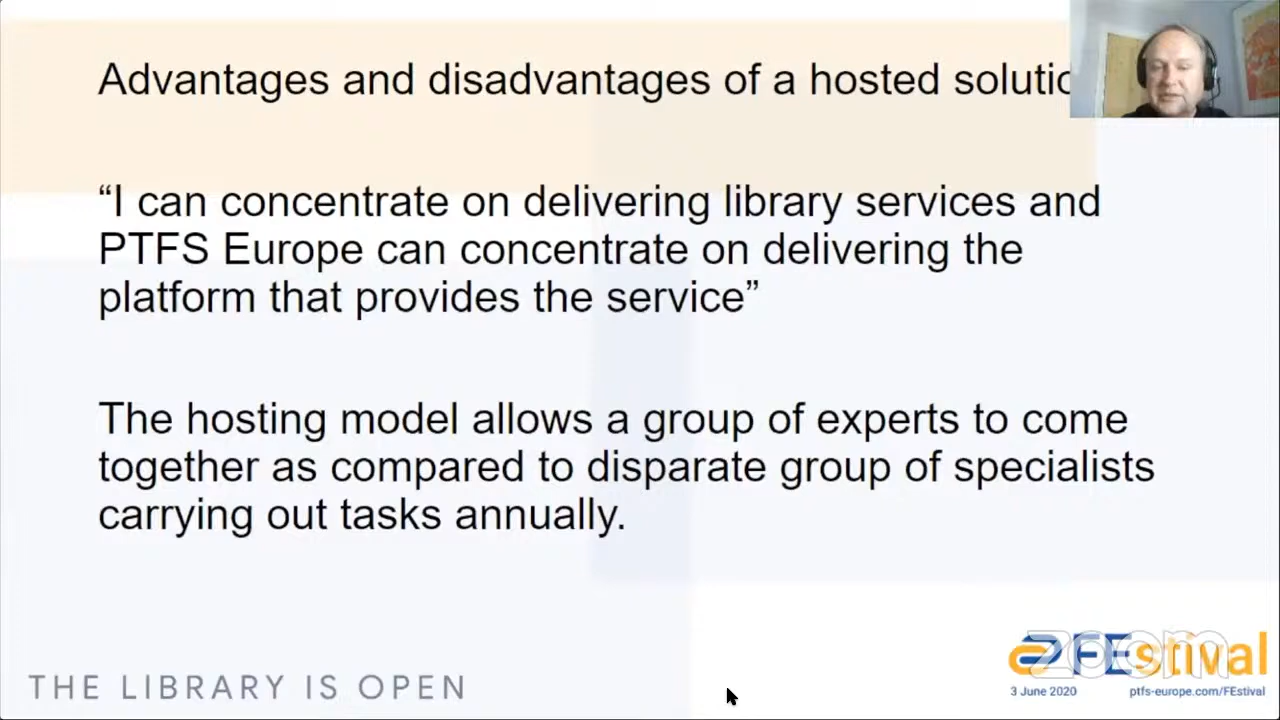 Advantages and disadvantages of a hosted
“I can concentrate on delivering library services and
PTFS Europe can concentrate on delivering the
platform that provides the service”
The hosting model allows a group of experts to come
together as compared to disparate group of specialists
carrying out tasks annually.
THE LIBRARY IS OPEN
FEstival
zoom
3 June 2020
ptfs-europe.com/FEstival